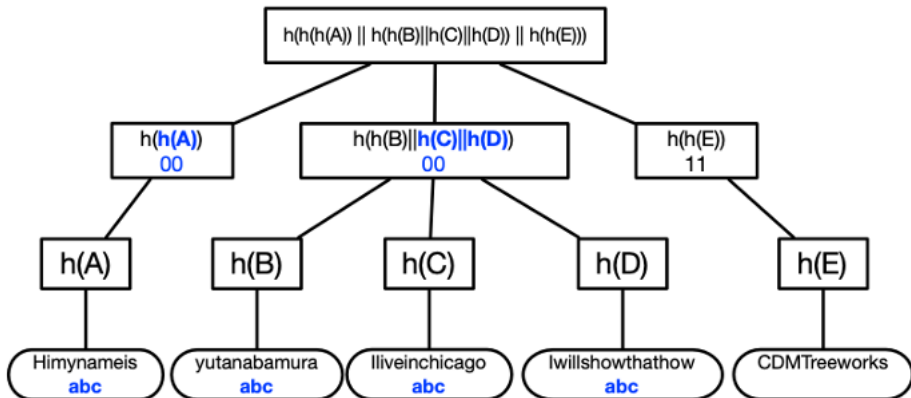 h(h(h(A)) || h(h(B)||h(C)||h(D)) || h(h(E)))
h(h(A))
00
h(h(B)||h(C)||h(D))
00
h(h(E))
11
h(A)
h(B)
h(C)
h(D)
h(E)
Himynameis
abc
yutanabamura
abc
Iliveinchicago
abc
Iwillshowthathow
abc
CDMTreeworks